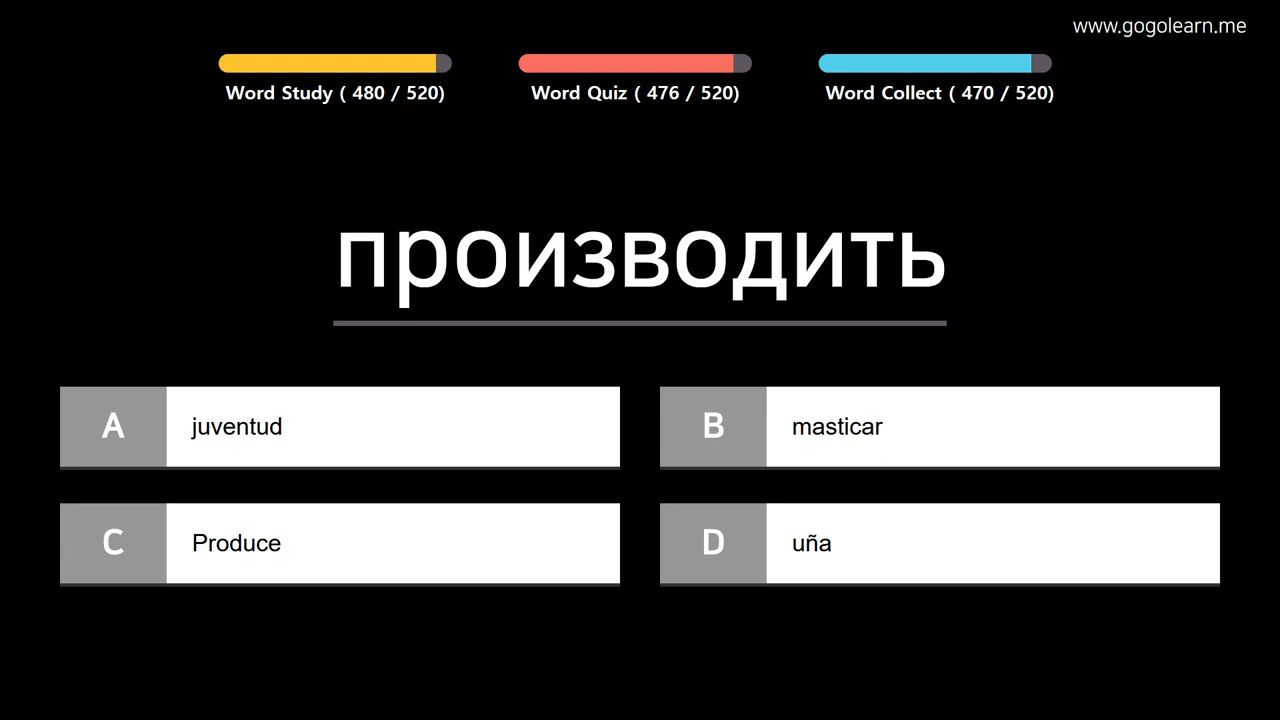 www.gogolearn.me
Word Study ( 480 / 520)
Word Quiz ( 476 / 520)
Word Collect ( 470 / 520)
производить
A juventud
B masticar
C Produce
D uña